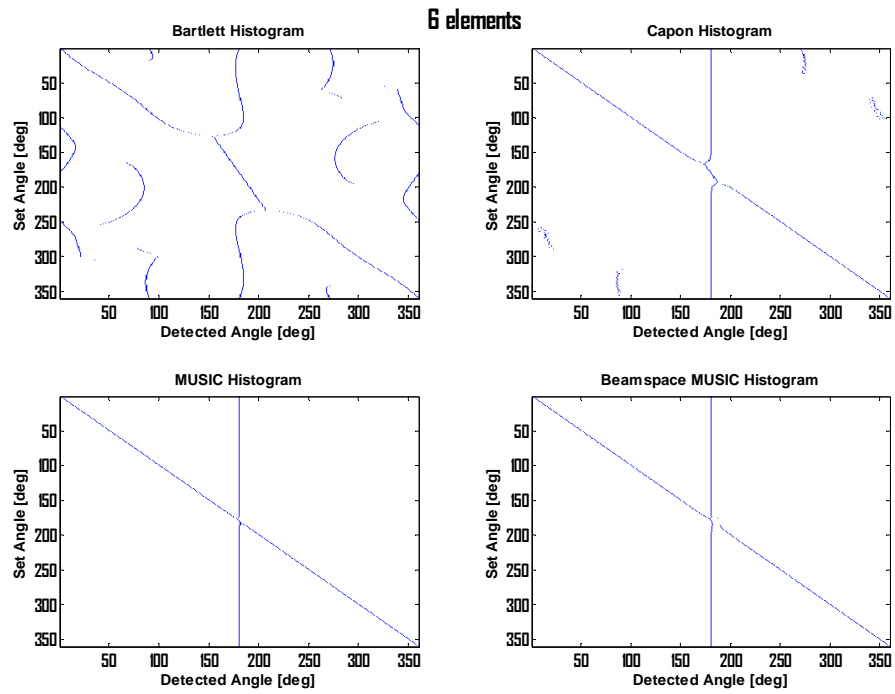 6 elements
Bartlett Histogram
Capon Histogram
Set Angle [deg]
50
100
150
200
250
300
350
50 100 150 200 250 300 350
Detected Angle [deg]
Set Angle [deg]
50
100
150
200
250
300
350
50 100 150 200 250 300 350
Detected Angle [deg]
MUSIC Histogram
Beamspace MUSIC Histogram
Set Angle [deg]
50
100
150
200
250
300
350
50 100 150 200 250 300 350
Detected Angle [deg]
Set Angle [deg]
50
100
150
200
250
300
350
50 100 150 200 250 300 350
Detected Angle [deg]